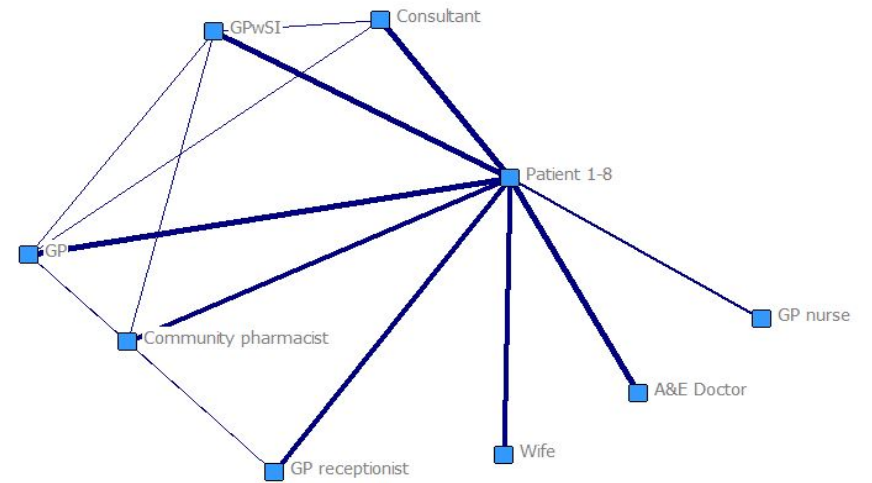 Consultant
GPwSI
Patient 1-8
GP
GP nurse
Community pharmacist
A&E Doctor
Wife
GP receptionist